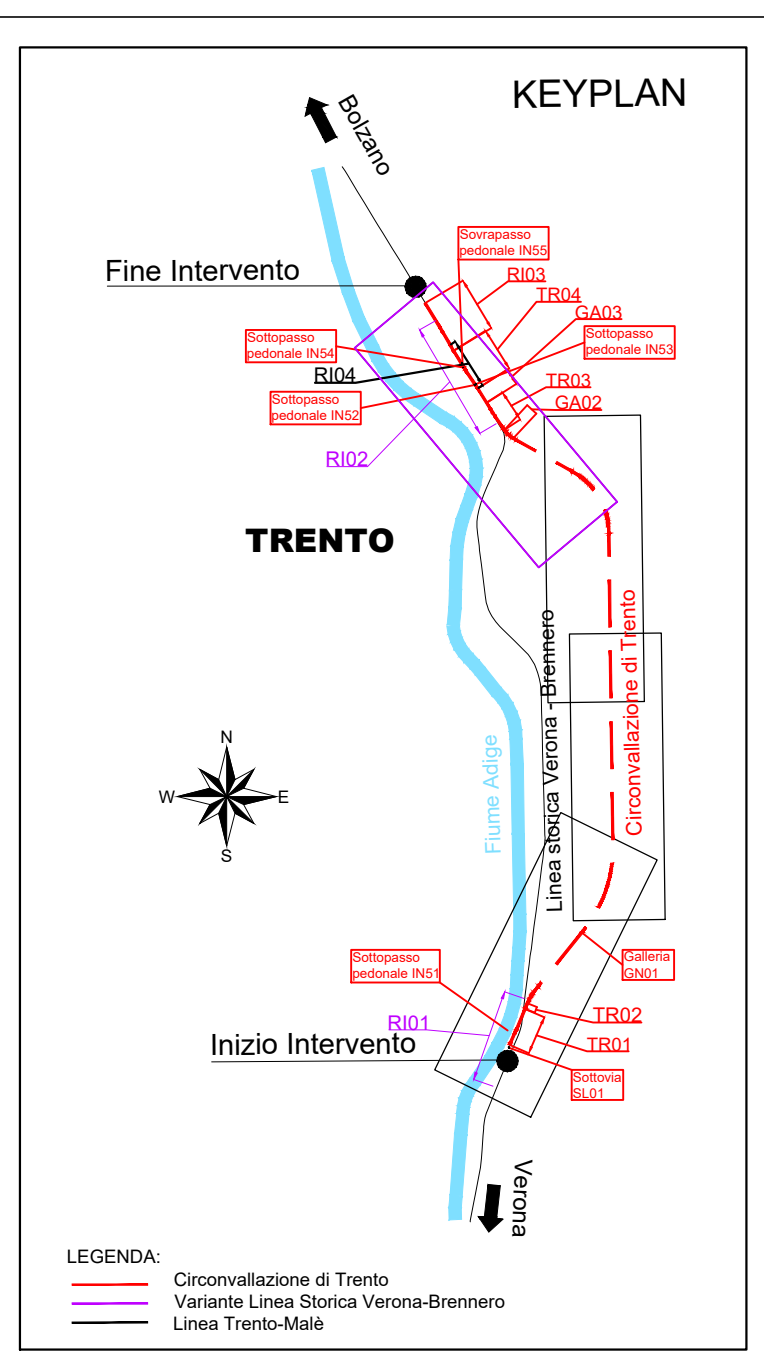 KEYPLAN
Bolzano
Sovrapasso
pedonale IN55
Fine Intervento
RI03
TR04
GA03
Sottopasso
pedonale IN54
Sottopasso
pedonale IN53
RI04
TR03
Sottopasso
pedonale IN52
GA02
RI02
TRENTO
Circonvallazione di Trento
Linea storica Verona - Brennero
Fiume Adige
N
W
E
S
Sottopasso
pedonale IN51
Galleria
GN01
RI01
TR02
Inizio Intervento
TR01
Sottovia
SL01
Verona
LEGENDA:
Circonvallazione di Trento
Variante Linea Storica Verona-Brennero
Linea Trento-Malè